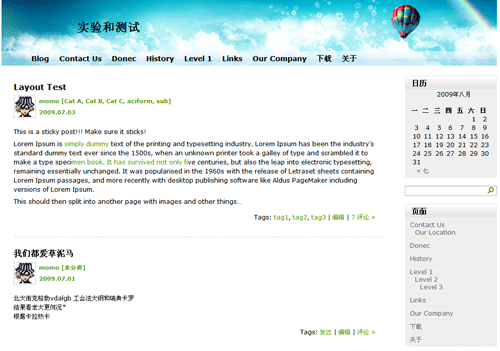 实验和测试
Blog Contact Us Donec History Level 1 Links Our Company 下载 关于
Layout Test
momo [Cat A, Cat B, Cat C, aciform, sub]
2009.07.03
This is a sticky post!!! Make sure it sticks!
Lorem Ipsum is simply dummy text of the printing and typesetting industry. Lorem Ipsum has been the industry's
standard dummy text ever since the 1500s, when an unknown printer took a galley of type and scrambled it to
make a type specimen book. It has survived not only five centuries, but also the leap into electronic typesetting,
remaining essentially unchanged. It was popularised in the 1960s with the release of Letraset sheets containing
Lorem Ipsum passages, and more recently with desktop publishing software like Aldus PageMaker including
versions of Lorem Ipsum.
This should then split into another page with images and other things…
Tags: tag1, tag2, tag3 | 编辑 | 7 评论 »
我们都爱草泥马
momo [未分类]
2009.07.01
北大街克格勃vdalgb 工会法大纲和瑞典卡罗
结果看老大更何况"
根据卡拉热卡
Tags: 发达 | 编辑 | 评论 »
日历
2009年八月
一 二 三 四 五 六 日
1 2
3 4 5 6 7 8 9
10 11 12 13 14 15 16
17 18 19 20 21 22 23
24 25 26 27 28 29 30
31
« 七
页面
Contact Us
Our Location
Donec
History
Level 1
Level 2
Level 3
Links
Our Company
下载
关于